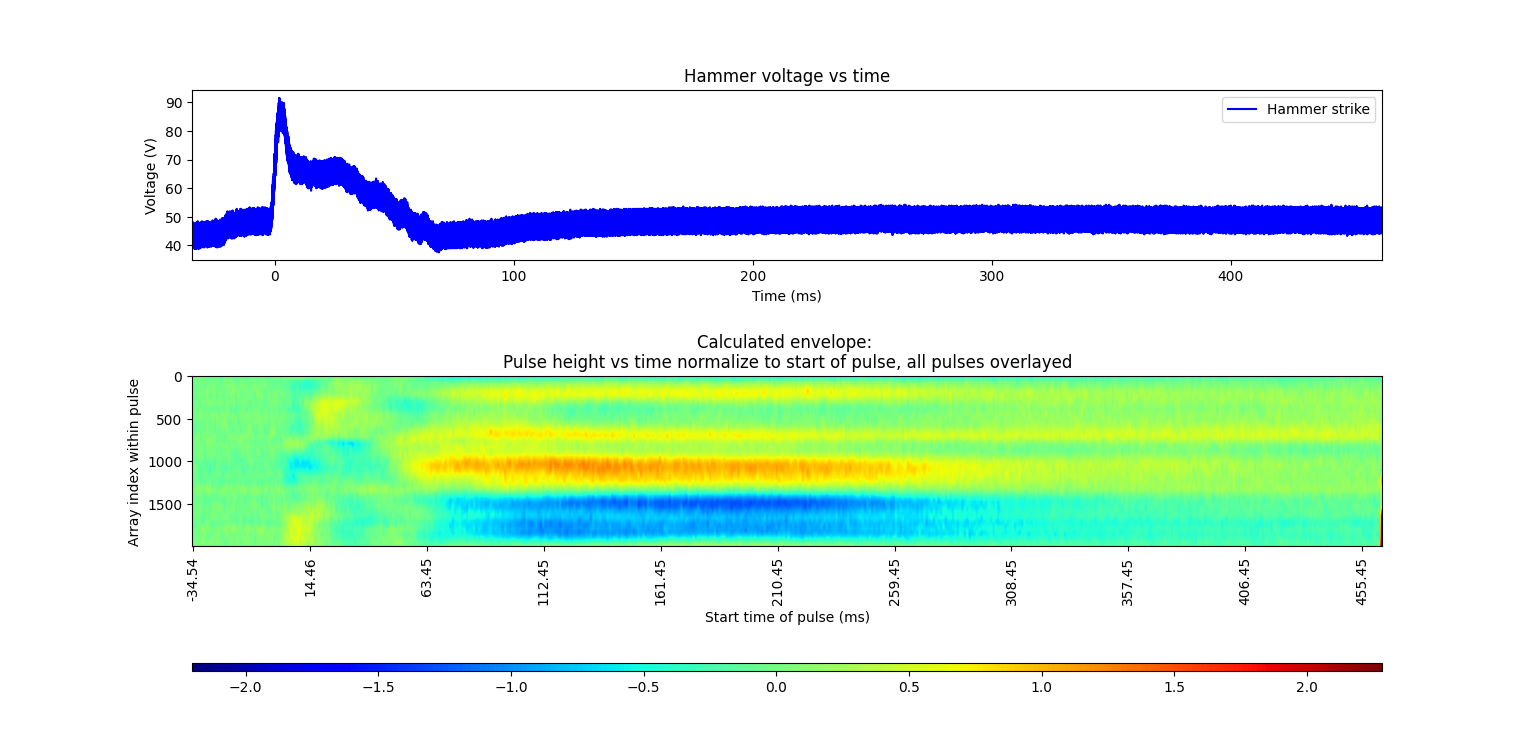 Hammer voltage vs time
90
80
70
60
50
40
Voltage (V)
Hammer strike
0 100 200 300 400
Time (ms)
Calculated envelope:
Pulse height vs time normalize to start of pulse, all pulses overlayed
0
500
1000
1500
Array index within pulse
-34.54 14.46 63.45 112.45 161.45 210.45 259.45 308.45 357.45 406.45 455.45
Start time of pulse (ms)
−2.0 −1.5 −1.0 −0.5 0.0 0.5 1.0 1.5 2.0